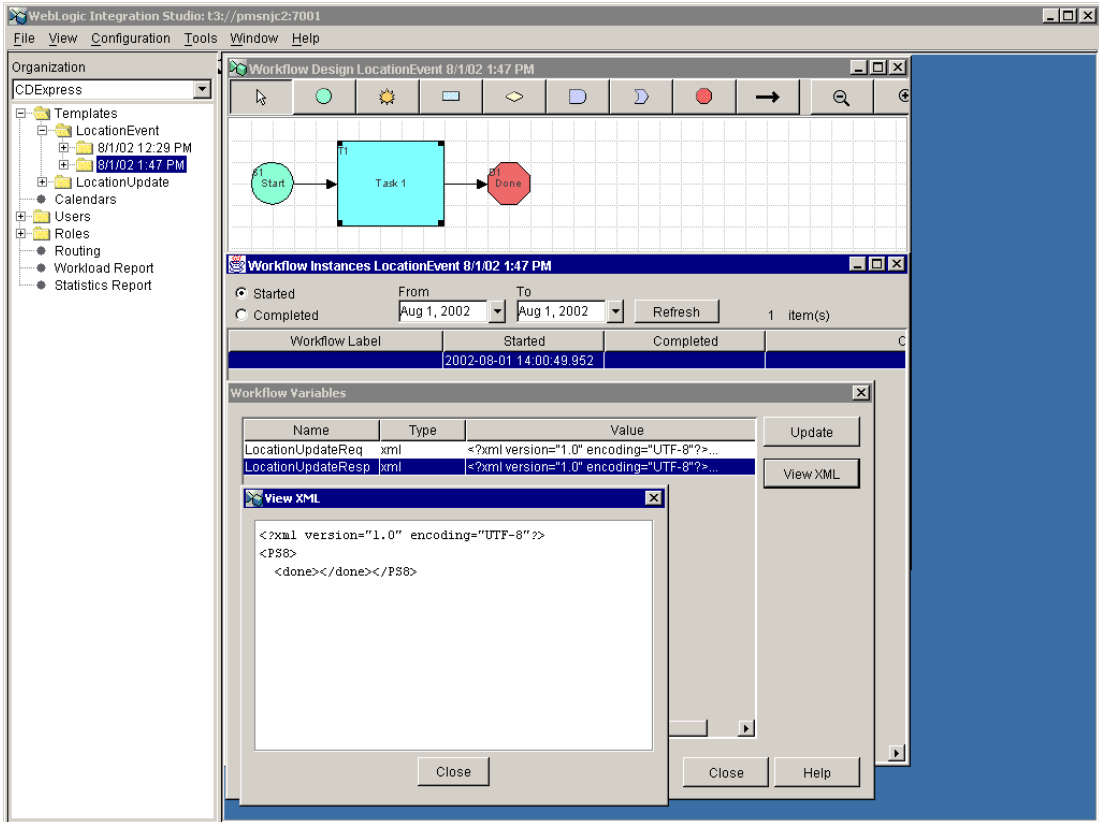 WebLogic Integration Studio: t3://pmsnjc2:7001
File View Configuration Tools Window Help
Organization
CDExpress
Templates
LocationEvent
8/1/02 12:29 PM
8/1/02 1:47 PM
LocationUpdate
Calendars
Users
Roles
Routing
Workload Report
Statistics Report
Workflow Design LocationEvent 8/1/02 1:47 PM
S1
Start
T1
Task 1
D1
Done
Workflow Instances LocationEvent 8/1/02 1:47 PM
Started
Completed
From
Aug 1, 2002
To
Aug 1, 2002
Refresh
1 item(s)
Workflow Label Started Completed C
2002-08-01 14:00:49.952
Workflow Variables
Name Type Value
LocationUpdateReq xml <?xml version="1.0" encoding="UTF-8"?>...
LocationUpdateResp xml <?xml version="1.0" encoding="UTF-8"?>...
Update
View XML
View XML
<?xml version="1.0" encoding="UTF-8"?>
<PS8>
<done></done></PS8>
Close
Close Help